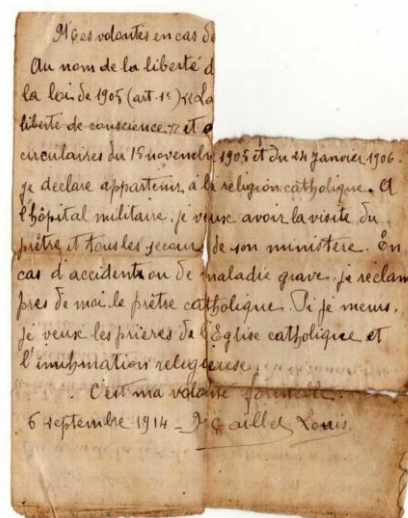 Mes volontés en cas de
Au nom de la liberté d
la loi de 1905 (art. 1er) "La
liberté de conscience" et
circulaires du 15 novembre 1905 et du 24 janvier 1906.
je déclare appartenir à la religion catholique. A
l'hôpital militaire, je veux avoir la visite du
prêtre et tous les secours de son ministère. En
cas d'accident ou de maladie grave, je réclam
près de moi le prêtre catholique. Si je meurs,
je veux les prières de l'Eglise catholique et
l'inhumation religieuse.
C'est ma volonté formelle.
6 septembre 1914 - Louis